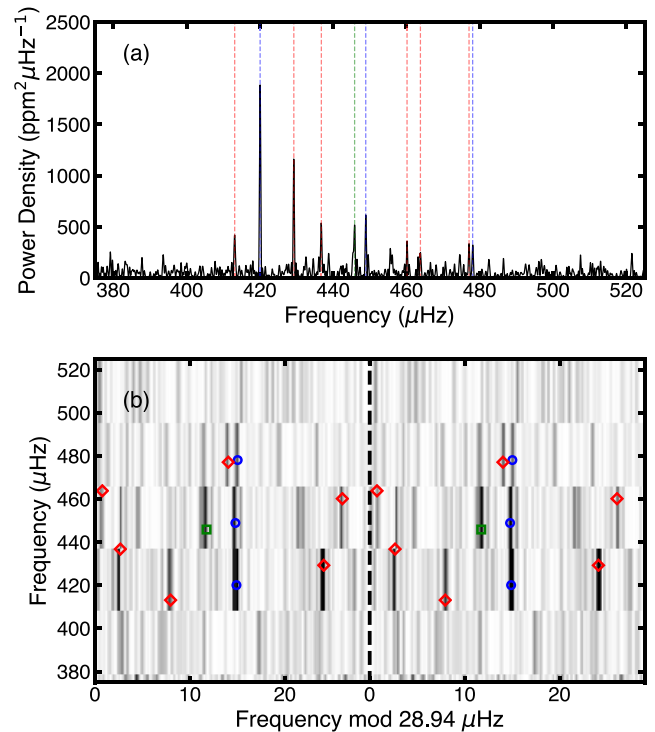 (a)
Power Density (ppm²μHz⁻¹)
2500
2000
1500
1000
500
0
380 400 420 440 460 480 500 520
Frequency (μHz)
(b)
Frequency (μHz)
520
500
480
460
440
420
400
380
0 10 20 0 10 20
Frequency mod 28.94 μHz